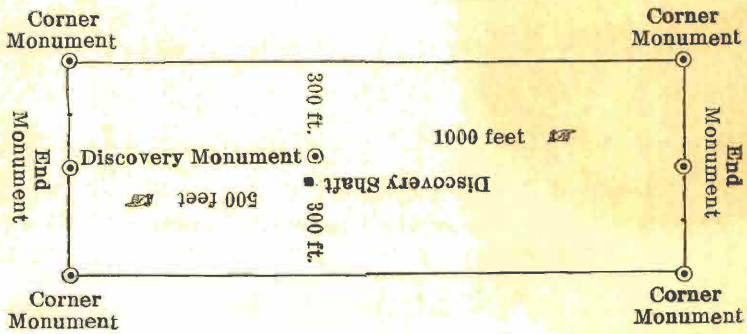 Corner
Monument
Corner
Monument
300 ft.
1000 feet
End
Monument
Discovery Monument
End
Monument
Discovery Shaft
500 feet
300 ft.
Corner
Monument
Corner
Monument